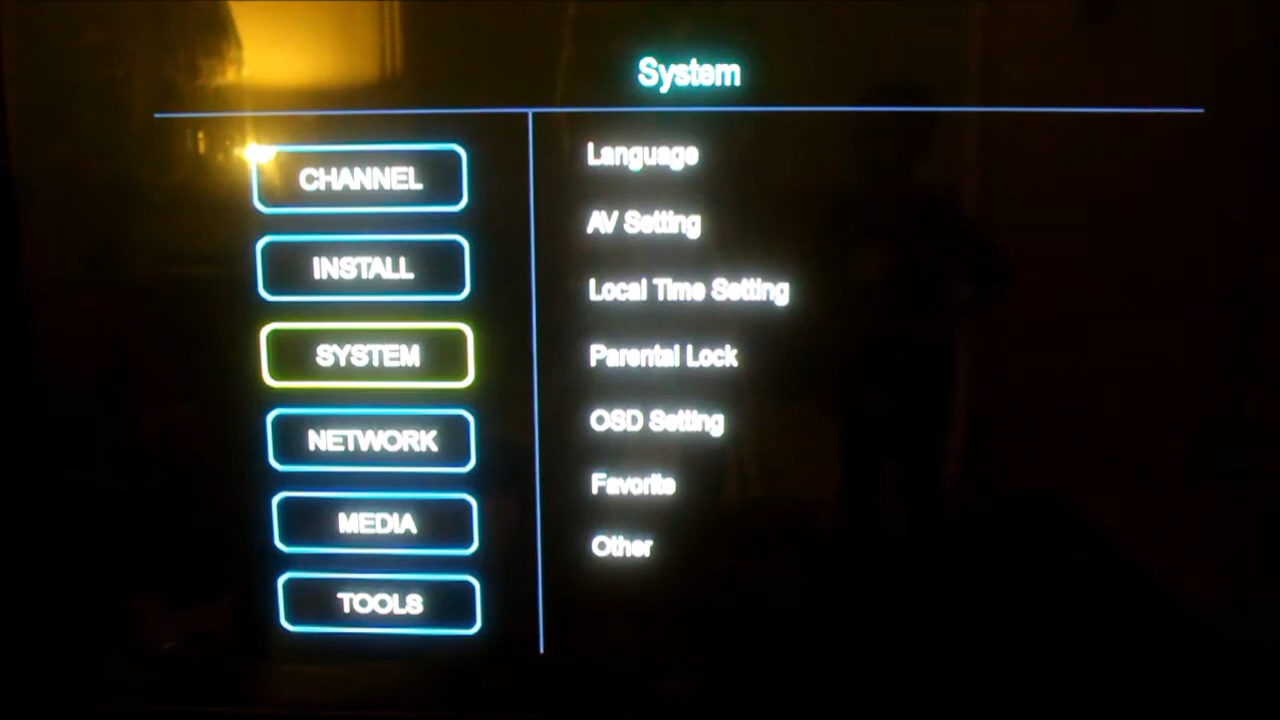 System
CHANNEL
INSTALL
SYSTEM
NETWORK
MEDIA
TOOLS
Language
AV Setting
Local Time Setting
Parental Lock
OSD Setting
Favorite
Other